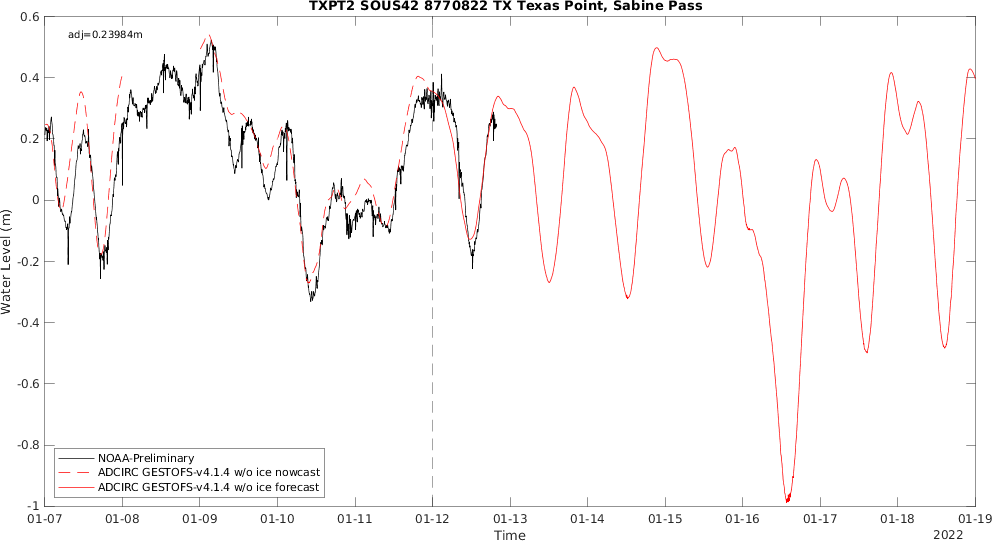 TXPT2 SOUS42 8770822 TX Texas Point, Sabine Pass
adj=0.23984m
0.6
0.4
0.2
0
-0.2
-0.4
-0.6
-0.8
-1
Water Level (m)
NOAA-Preliminary
ADCIRC GESTOFS-v4.1.4 w/o ice nowcast
ADCIRC GESTOFS-v4.1.4 w/o ice forecast
01-07 01-08 01-09 01-10 01-11 01-12 01-13 01-14 01-15 01-16 01-17 01-18 01-19
Time
2022